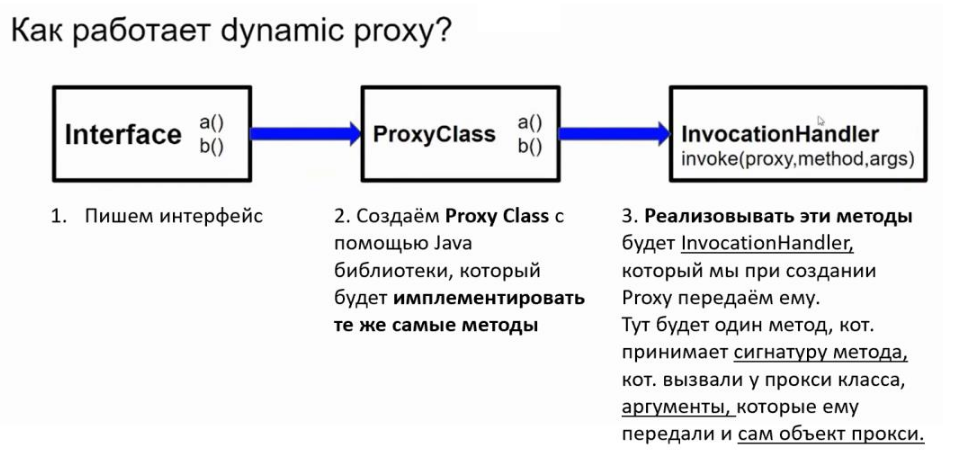 Как работает dynamic proxy?
Interface
a()
b()
ProxyClass
a()
b()
InvocationHandler
invoke(proxy,method,args)
1. Пишем интерфейс
2. Создаём Proxy Class с
помощью Java
библиотеки, который
будет имплементировать
те же самые методы
3. Реализовывать эти методы
будет InvocationHandler,
который мы при создании
Proxy передаём ему.
Тут будет один метод, кот.
принимает сигнатуру метода,
кот. вызвали у прокси класса,
аргументы, которые ему
передали и сам объект прокси.